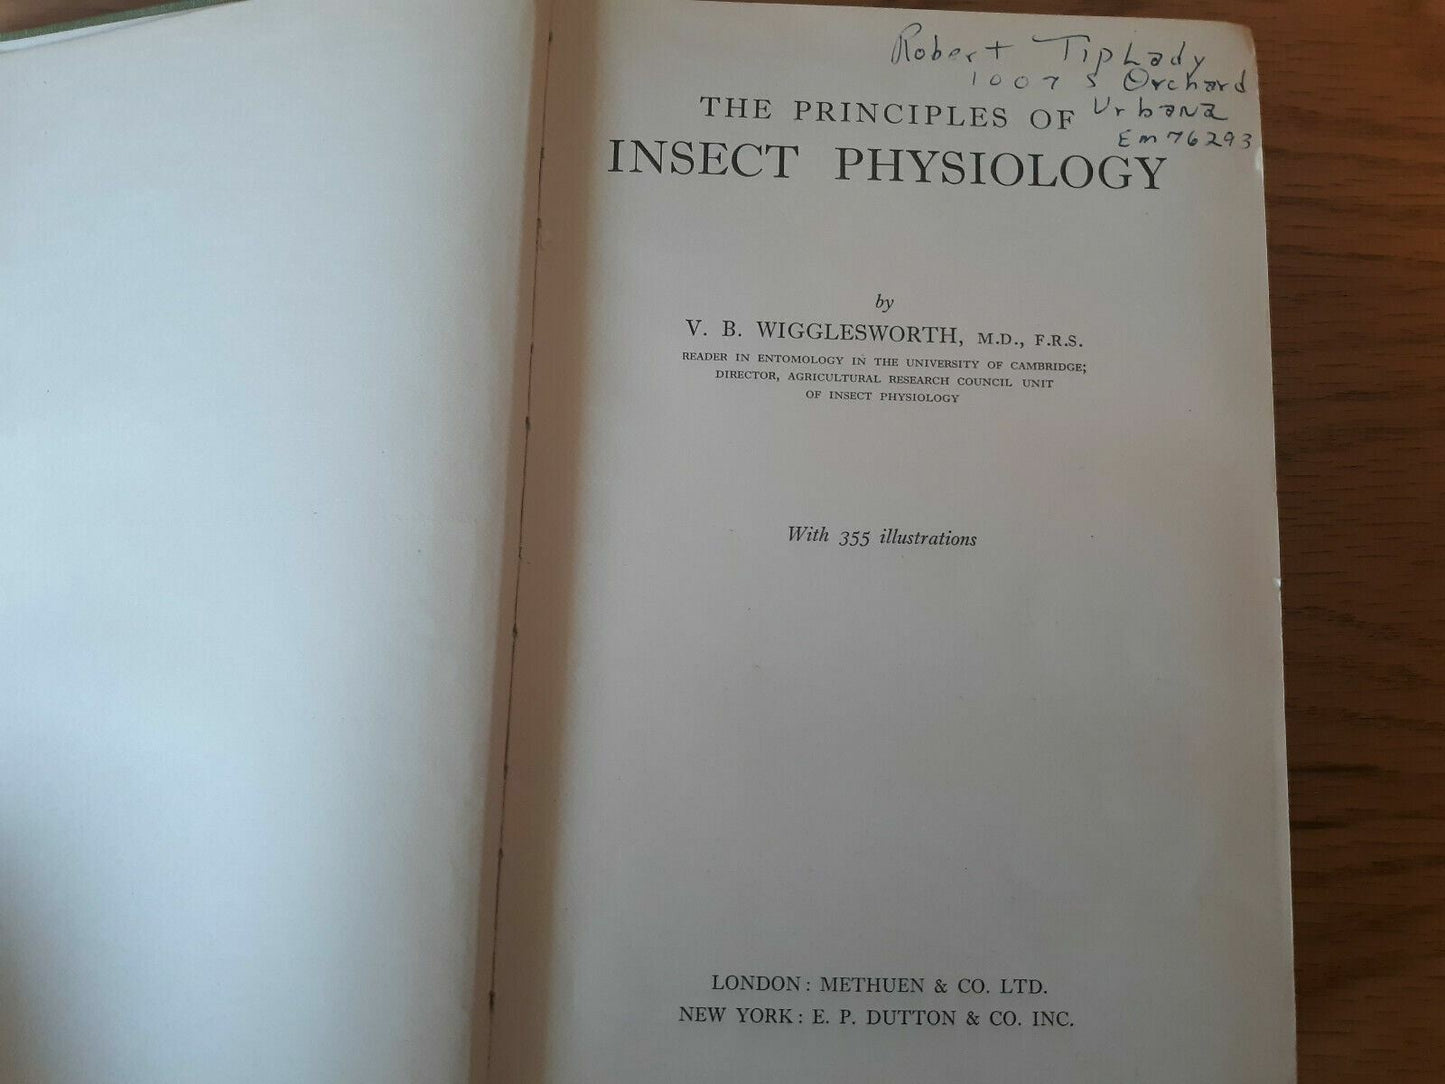 Robert TipLady
1007 S Orchard
Urbana
Em 76293
THE PRINCIPLES OF
INSECT PHYSIOLOGY
by
V. B. WIGGLESWORTH, M.D., F.R.S.
READER IN ENTOMOLOGY IN THE UNIVERSITY OF CAMBRIDGE;
DIRECTOR, AGRICULTURAL RESEARCH COUNCIL UNIT
OF INSECT PHYSIOLOGY
With 355 illustrations
LONDON: METHUEN & CO. LTD.
NEW YORK: E. P. DUTTON & CO. INC.